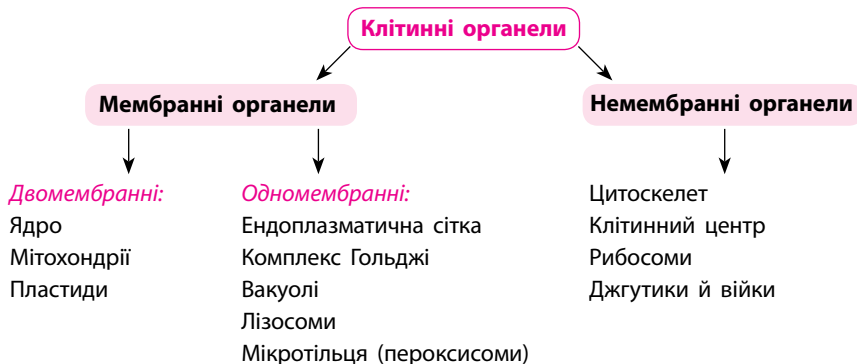 Клітинні органели
Мембранні органели
Немембранні органели
Двомембранні:
Ядро
Мітохондрії
Пластиди
Одномембранні:
Ендоплазматична сітка
Комплекс Гольджі
Вакуолі
Лізосоми
Мікротільця (пероксисоми)
Цитоскелет
Клітинний центр
Рибосоми
Джгутики й війки